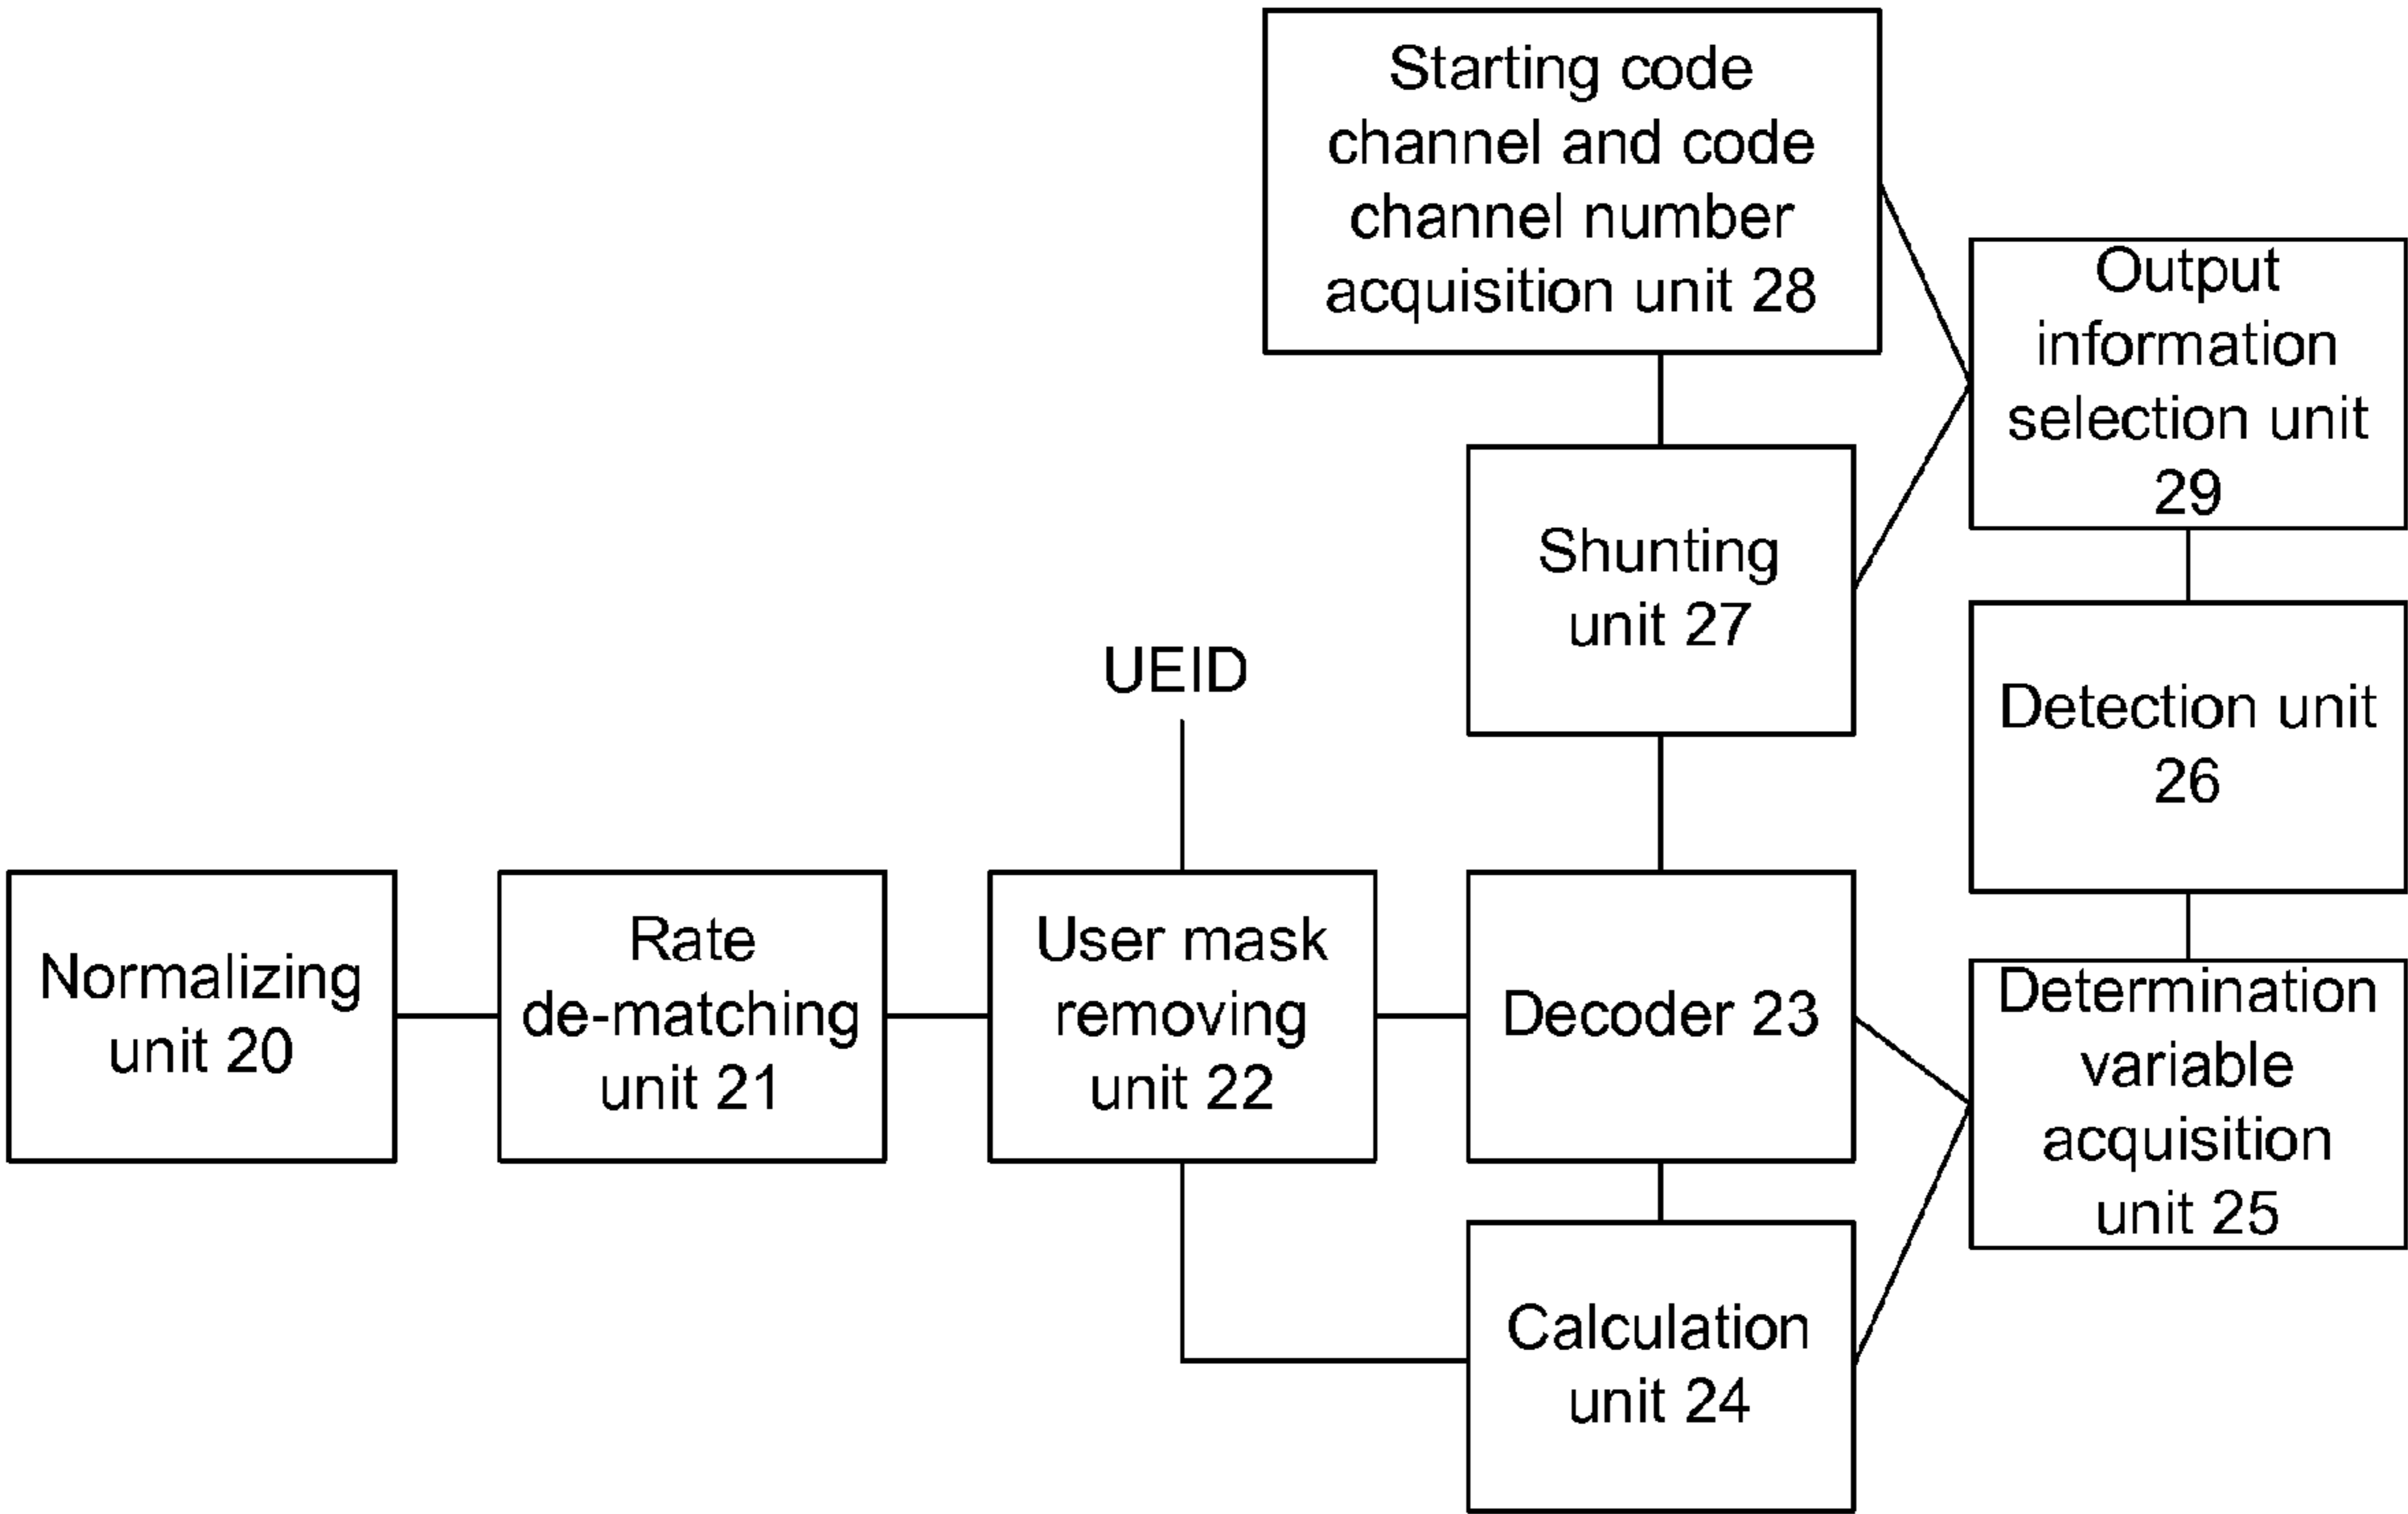 Starting code
channel and code
channel number
acquisition unit 28
Output
information
selection unit
29
Shunting
unit 27
UEID
Detection unit
26
Normalizing
unit 20
Rate
de-matching
unit 21
User mask
removing
unit 22
Decoder 23
Determination
variable
acquisition
unit 25
Calculation
unit 24